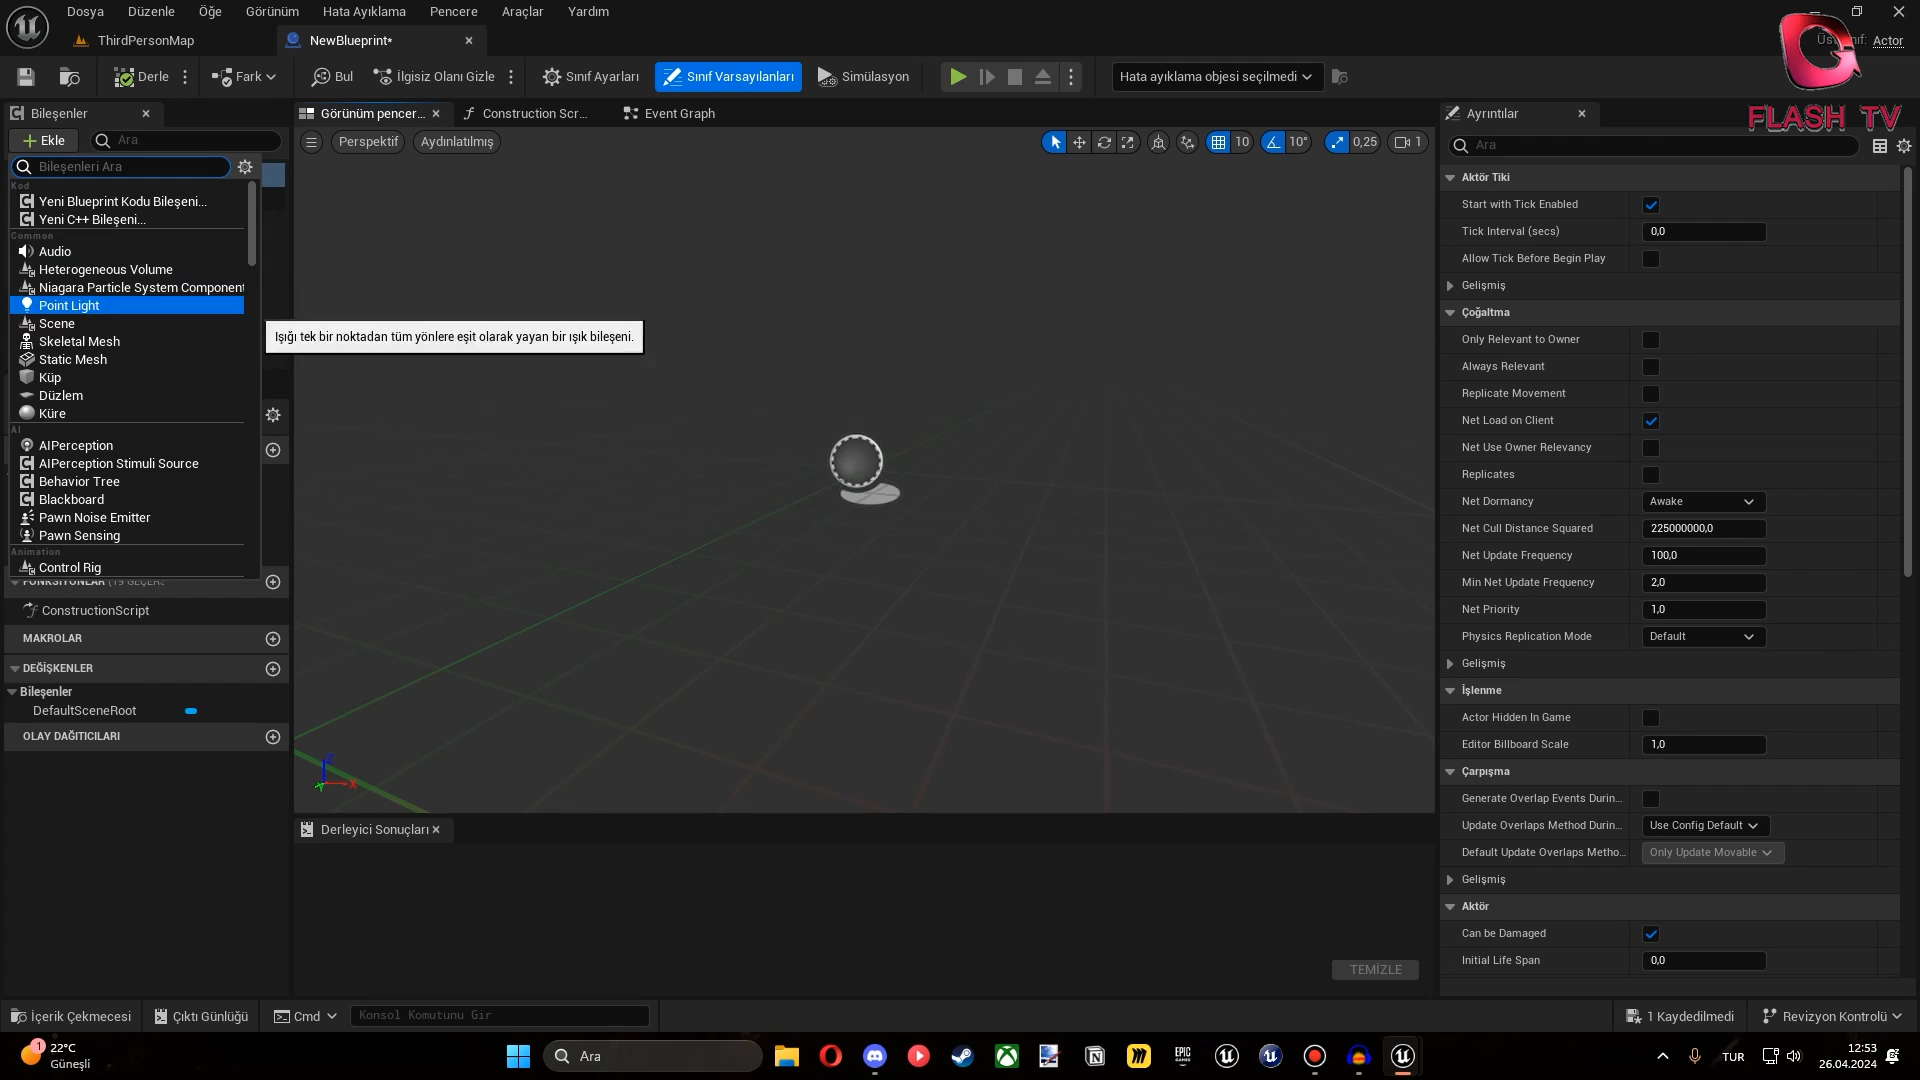 Dosya Düzenle Öğe Görünüm Hata Ayıklama Pencere Araçlar Yardım
ThirdPersonMap
NewBlueprint*
Actor
Derle
Fark
Bul
İlgisiz Olanı Gizle
Sınıf Ayarları
Sınıf Varsayılanları
Simülasyon
Hata ayıklama objesi seçilmedi
FLASH TV
Bileşenler
Ekle
Ara
Bileşenleri Ara
Kod
Yeni Blueprint Kodu Bileşeni...
Yeni C++ Bileşeni...
Common
Audio
Heterogeneous Volume
Niagara Particle System Component
Point Light
Scene
Skeletal Mesh
Static Mesh
Küp
Düzlem
Küre
AI
AIPerception
AIPerception Stimuli Source
Behavior Tree
Blackboard
Pawn Noise Emitter
Pawn Sensing
Animation
Control Rig
ConstructionScript
MAKROLAR
DEĞİŞKENLER
Bileşenler
DefaultSceneRoot
OLAY DAĞITICILARI
Görünüm pencer...
Construction Scr...
Event Graph
Perspektif
Aydınlatılmış
10
10°
0,25
1
Işığı tek bir noktadan tüm yönlere eşit olarak yayan bir ışık bileşeni.
Z
X
Y
Derleyici Sonuçları
TEMİZLE
Ayrıntılar
Ara
Aktör Tiki
Start with Tick Enabled
Tick Interval (secs) 0,0
Allow Tick Before Begin Play
Gelişmiş
Çoğaltma
Only Relevant to Owner
Always Relevant
Replicate Movement
Net Load on Client
Net Use Owner Relevancy
Replicates
Net Dormancy Awake
Net Cull Distance Squared 225000000,0
Net Update Frequency 100,0
Min Net Update Frequency 2,0
Net Priority 1,0
Physics Replication Mode Default
Gelişmiş
İşlenme
Actor Hidden In Game
Editor Billboard Scale 1,0
Çarpışma
Generate Overlap Events Durin...
Update Overlaps Method Durin... Use Config Default
Default Update Overlaps Metho... Only Update Movable
Gelişmiş
Aktör
Can be Damaged
Initial Life Span 0,0
İçerik Çekmecesi
Çıktı Günlüğü
Cmd
Konsol Komutunu Gir
1 Kaydedilmedi
Revizyon Kontrolü
1
22°C
Güneşli
Ara
EPIC
GAMES
TUR
12:53
26.04.2024